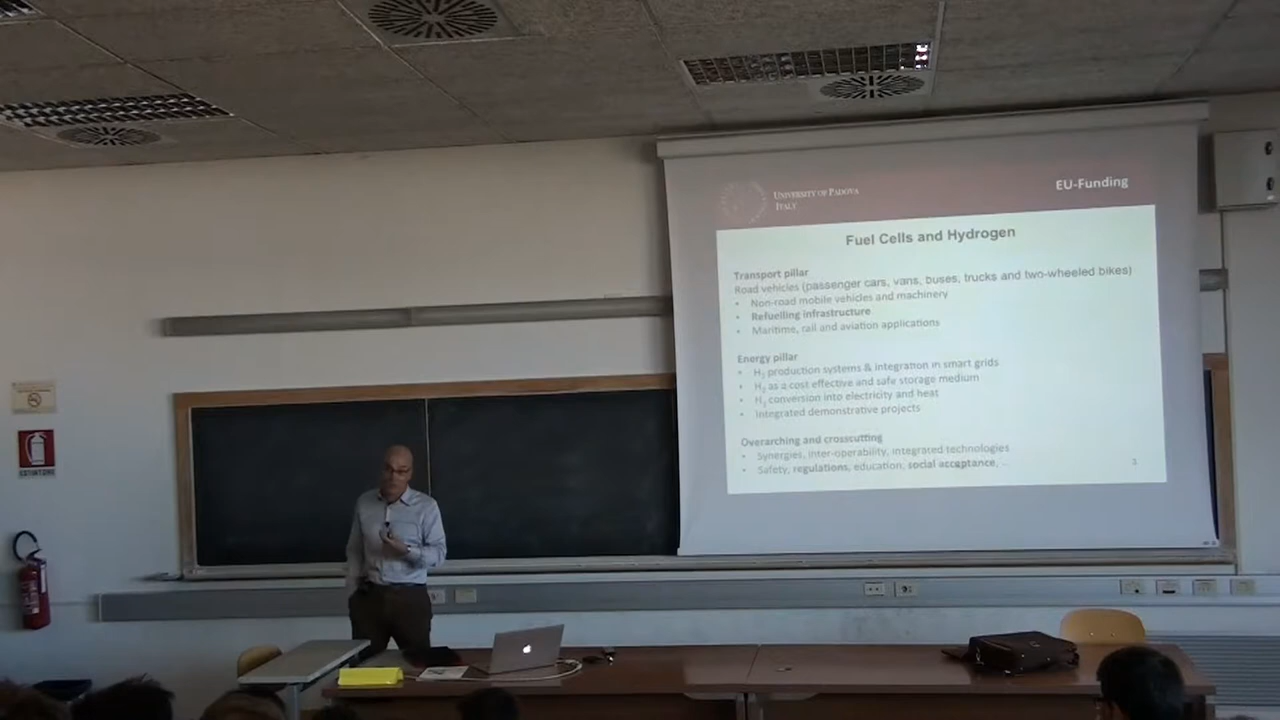 UNIVERSITY OF PADOVA
ITALY
EU-Funding
Fuel Cells and Hydrogen
Transport pillar
Road vehicles (passenger cars, vans, buses, trucks and two-wheeled bikes)
• Non-road mobile vehicles and machinery
• Refuelling infrastructure
• Maritime, rail and aviation applications
Energy pillar
• H2 production systems & integration in smart grids
• H2 as a cost effective and safe storage medium
• H2 conversion into electricity and heat
• Integrated demonstrative projects
Overarching and crosscutting
• Synergies, inter-operability, integrated technologies
• Safety, regulations, education, social acceptance, ..
3
ESTINTORE